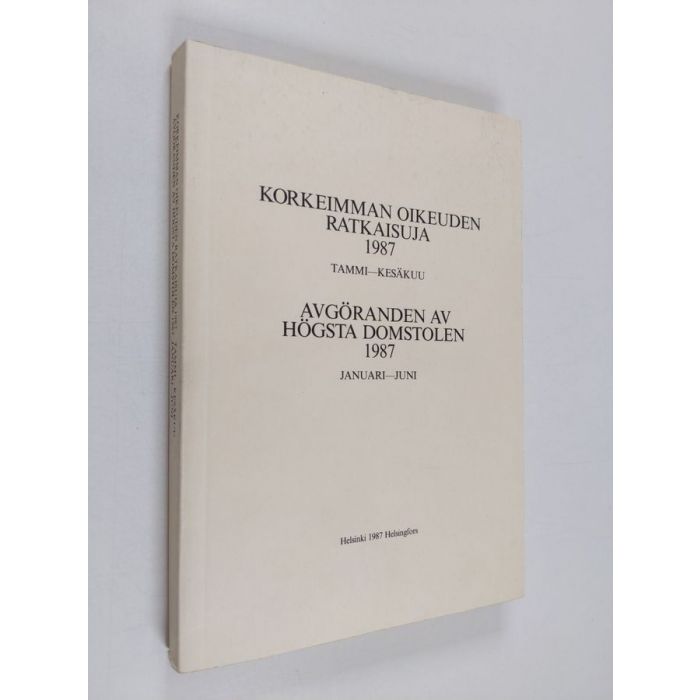 KORKEIMMAN OIKEUDEN
RATKAISUJA
1987
TAMMI—KESÄKUU
AVGÖRANDEN AV
HÖGSTA DOMSTOLEN
1987
JANUARI—JUNI
Helsinki 1987 Helsingfors